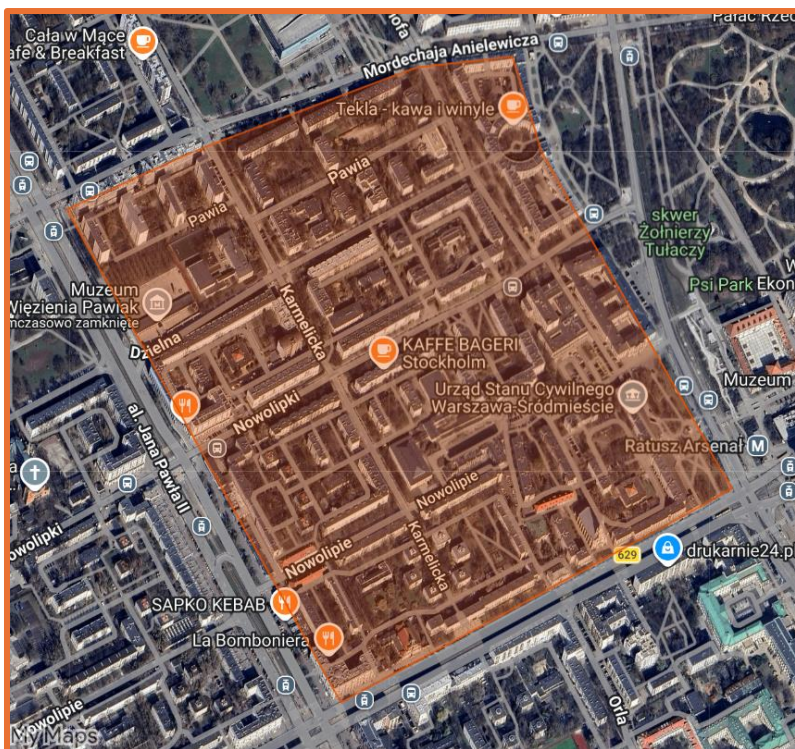 Cała w Mące
afé & Breakfast
nofa
Pałac Rzec
Mordechaja Anielewicza
Tekla - kawa i winyle
Pawia
Pawia
skwer
Żołnierzy
Tułaczy
Psi Park
Ekon
Muzeum
Więzienia Pawiak
mczasowo zamknięte
Karmelicka
Dzielna
KAFFE BAGERI
Stockholm
Muzeum
Urząd Stanu Cywilnego
Warszawa-Śródmieście
Nowolipki
al. Jana Pawła II
Ratusz Arsenał
M
a
Nowolipie
owolipki
Nowolipie
Karmelicka
629
drukarnie24.pl
SAPKO KEBAB
La Bomboniera
Orla
Nowolipie
My Maps